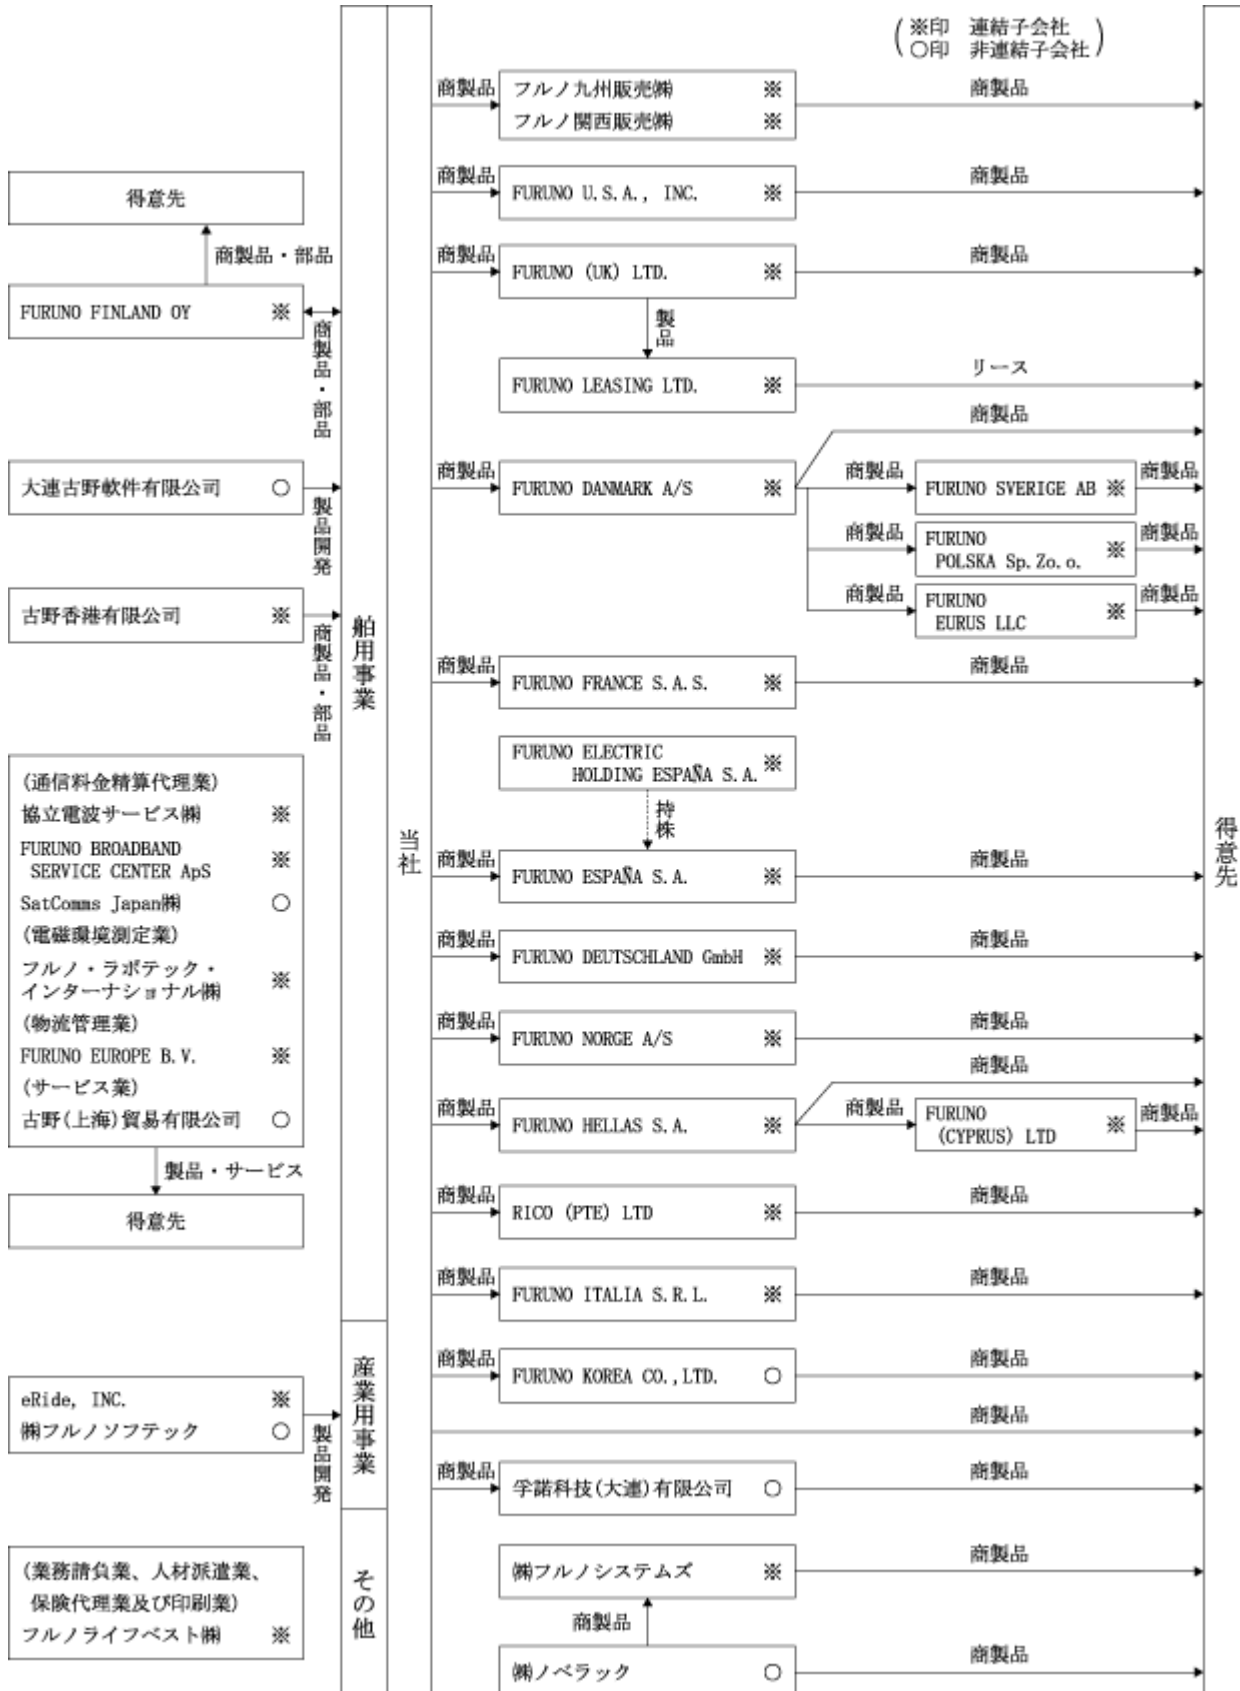 ※印 連結子会社
○印 非連結子会社
商製品
フルノ九州販売㈱ ※
フルノ関西販売㈱ ※
商製品
商製品
FURUNO U.S.A., INC. ※
商製品
得意先
商製品・部品
FURUNO FINLAND OY ※
商製品・部品
商製品
FURUNO (UK) LTD. ※
商製品
製品
FURUNO LEASING LTD. ※
リース
大連古野軟件有限公司 ○
製品開発
商製品
FURUNO DANMARK A/S ※
商製品
商製品
FURUNO SVERIGE AB ※
商製品
商製品
FURUNO
POLSKA Sp.Zo.o. ※
商製品
商製品
FURUNO
EURUS LLC ※
商製品
古野香港有限公司 ※
商製品・部品
舶用事業
当社
得意先
商製品
FURUNO FRANCE S.A.S. ※
商製品
FURUNO ELECTRIC
HOLDING ESPAÑA S.A. ※
持株
商製品
FURUNO ESPAÑA S.A. ※
商製品
(通信料金精算代理業)
協立電波サービス㈱ ※
FURUNO BROADBAND
SERVICE CENTER ApS ※
SatComms Japan㈱ ○
(電磁環境測定業)
フルノ・ラボテック・
インターナショナル㈱ ※
(物流管理業)
FURUNO EUROPE B.V. ※
(サービス業)
古野(上海)貿易有限公司 ○
製品・サービス
得意先
商製品
FURUNO DEUTSCHLAND GmbH ※
商製品
商製品
FURUNO NORGE A/S ※
商製品
商製品
FURUNO HELLAS S.A. ※
商製品
商製品
FURUNO
(CYPRUS) LTD ※
商製品
商製品
RICO (PTE) LTD ※
商製品
商製品
FURUNO ITALIA S.R.L. ※
商製品
eRide, INC. ※
㈱フルノソフテック ○
製品開発
産業用事業
商製品
FURUNO KOREA CO.,LTD. ○
商製品
商製品
商製品
孚諾科技(大連)有限公司 ○
商製品
(業務請負業、人材派遣業、
保険代理業及び印刷業)
フルノライフベスト㈱ ※
その他
㈱フルノシステムズ ※
商製品
商製品
㈱ノベラック ○
商製品